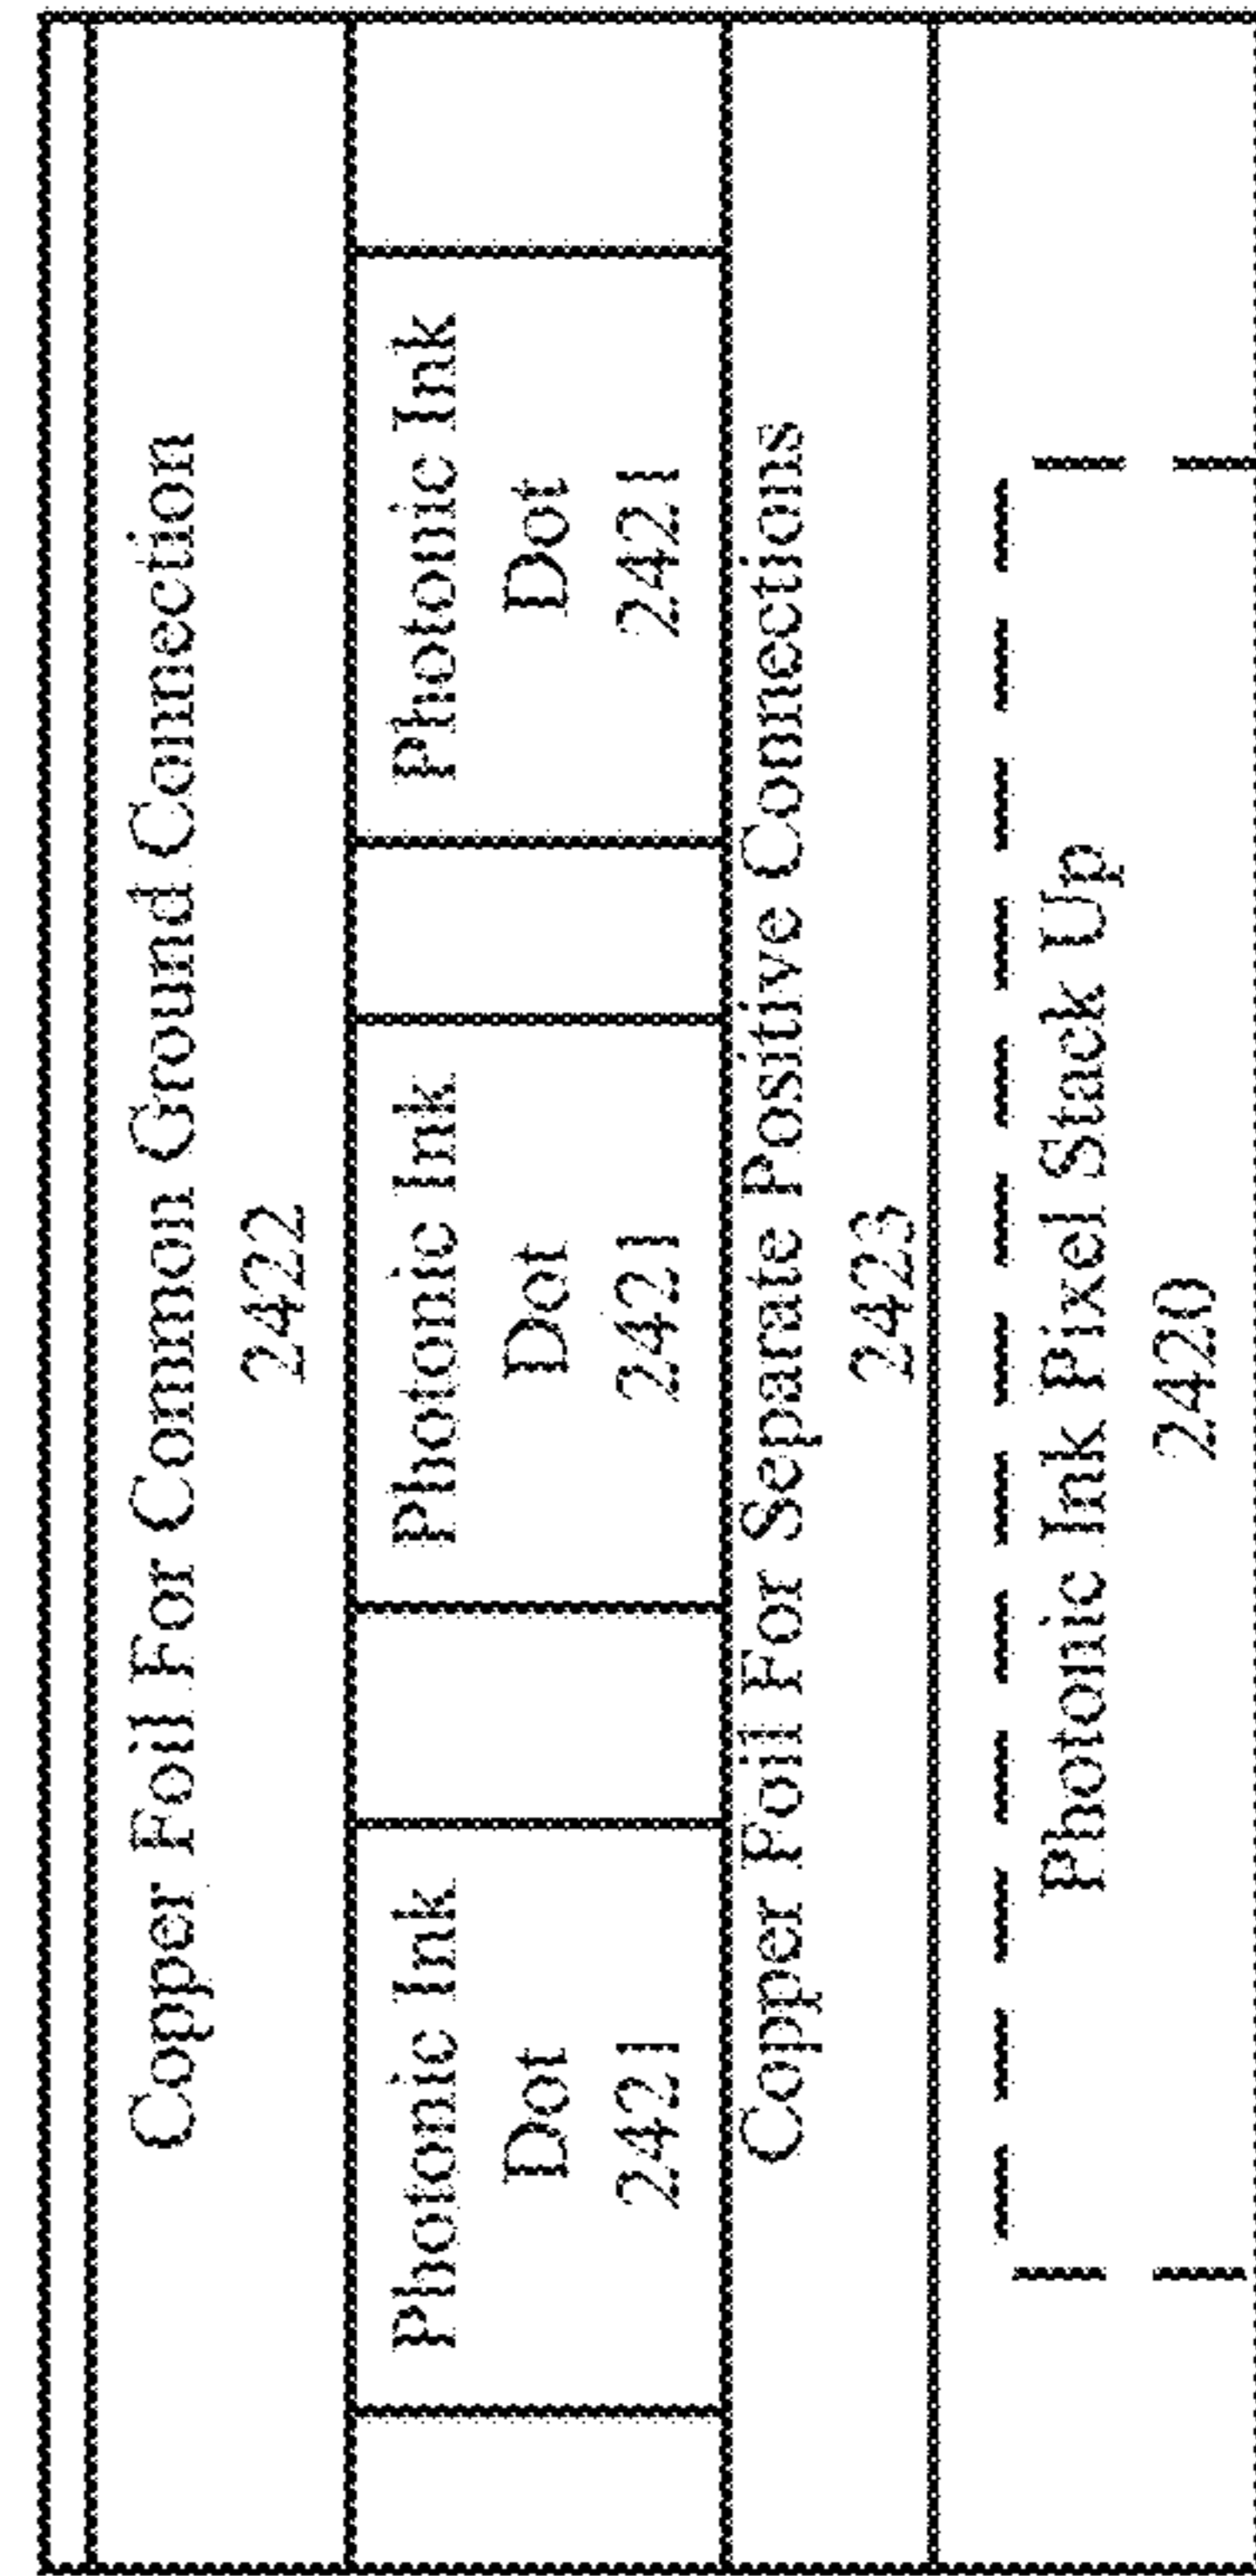 Copper Foil For Common Ground Connection
2422
Photonic Ink
Dot
2421
Photonic Ink
Dot
2421
Photonic Ink
Dot
2421
Copper Foil For Separate Positive Connections
2423
Photonic Ink Pixel Stack Up
2420